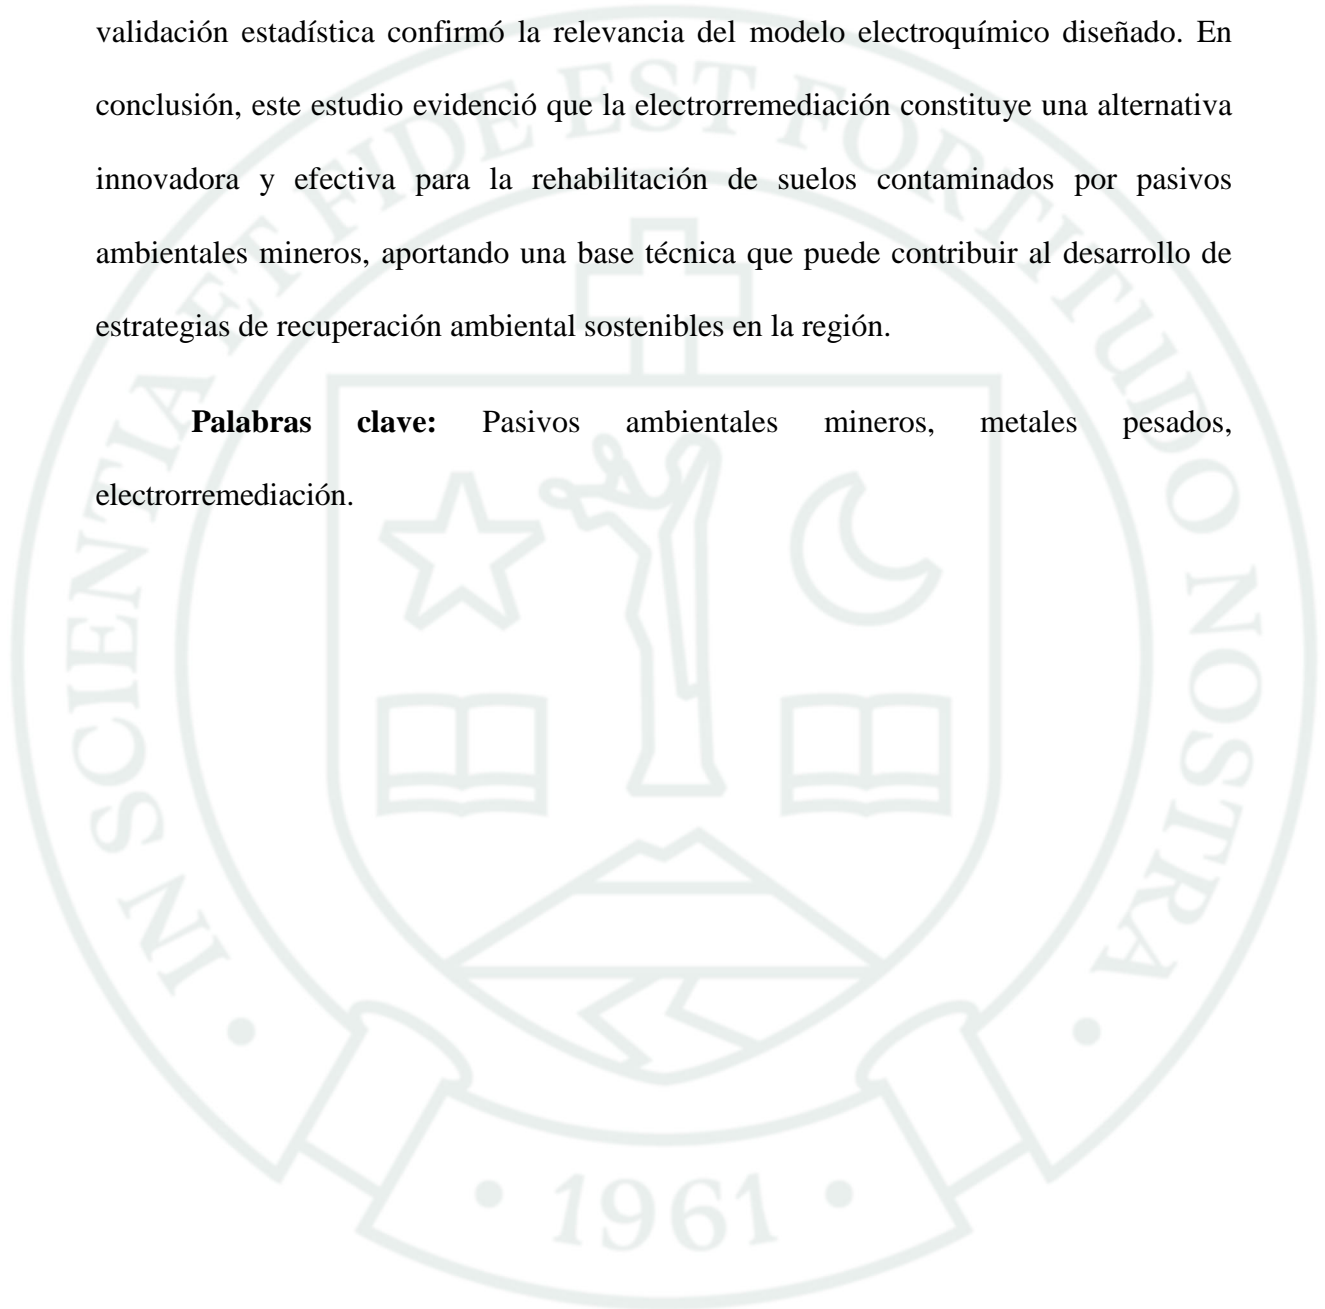 validación estadística confirmó la relevancia del modelo electroquímico diseñado. En
conclusión, este estudio evidenció que la electrorremediación constituye una alternativa
innovadora y efectiva para la rehabilitación de suelos contaminados por pasivos
ambientales mineros, aportando una base técnica que puede contribuir al desarrollo de
estrategias de recuperación ambiental sostenibles en la región.
Palabras clave: Pasivos ambientales mineros, metales pesados,
electrorremediación.
IN SCIENTIA ET FIDE EST FORTITUDO NOSTRA
• 1961 •